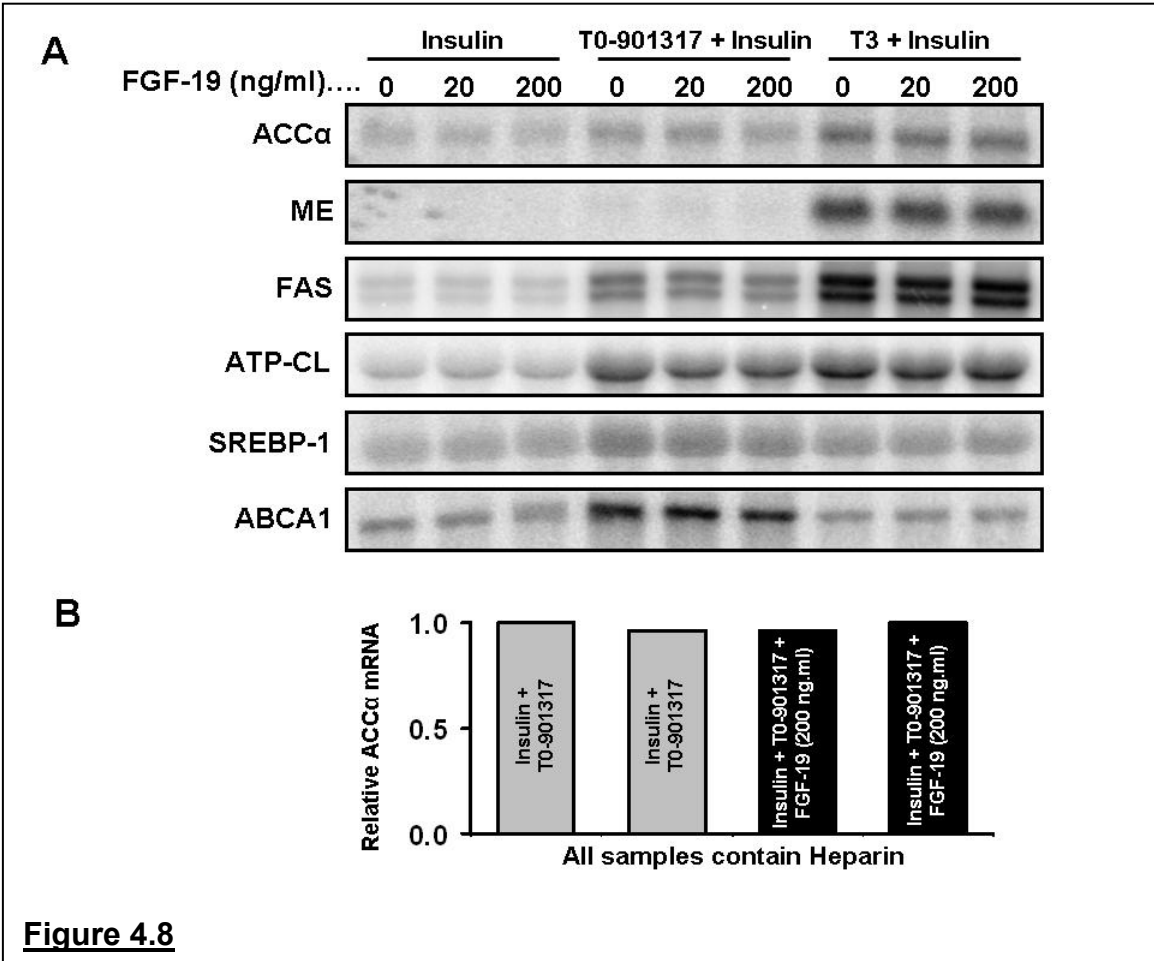 A
Insulin T0-901317 + Insulin T3 + Insulin
FGF-19 (ng/ml).... 0 20 200 0 20 200 0 20 200
ACCα
ME
FAS
ATP-CL
SREBP-1
ABCA1
B
Relative ACCα mRNA
1.0
0.5
0.0
Insulin +
T0-901317
Insulin +
T0-901317
Insulin + T0-901317 +
FGF-19 (200 ng.ml)
Insulin + T0-901317 +
FGF-19 (200 ng.ml)
All samples contain Heparin
Figure 4.8